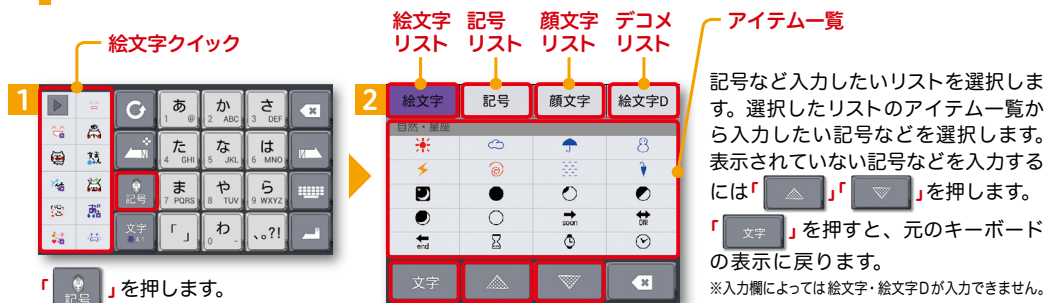 絵文字クイック
1
あ
1 @
か
2 ABC
さ
3 DEF
た
4 GHI
な
5 JKL
は
6 MNO
記号
ま
7 PQRS
や
8 TUV
ら
9 WXYZ
文字
「 」
わ
0
、。?!
「 記号 」を押します。
絵文字
リスト
記号
リスト
顔文字
リスト
デコメ
リスト
アイテム一覧
2
絵文字
記号
顔文字
絵文字D
自然・星座
soon
ON!
end
文字
記号など入力したいリストを選択しま
す。選択したリストのアイテム一覧か
ら入力したい記号などを選択します。
表示されていない記号などを入力する
には「 」「 」を押します。
「 文字 」を押すと、元のキーボード
の表示に戻ります。
※入力欄によっては絵文字・絵文字Dが入力できません。